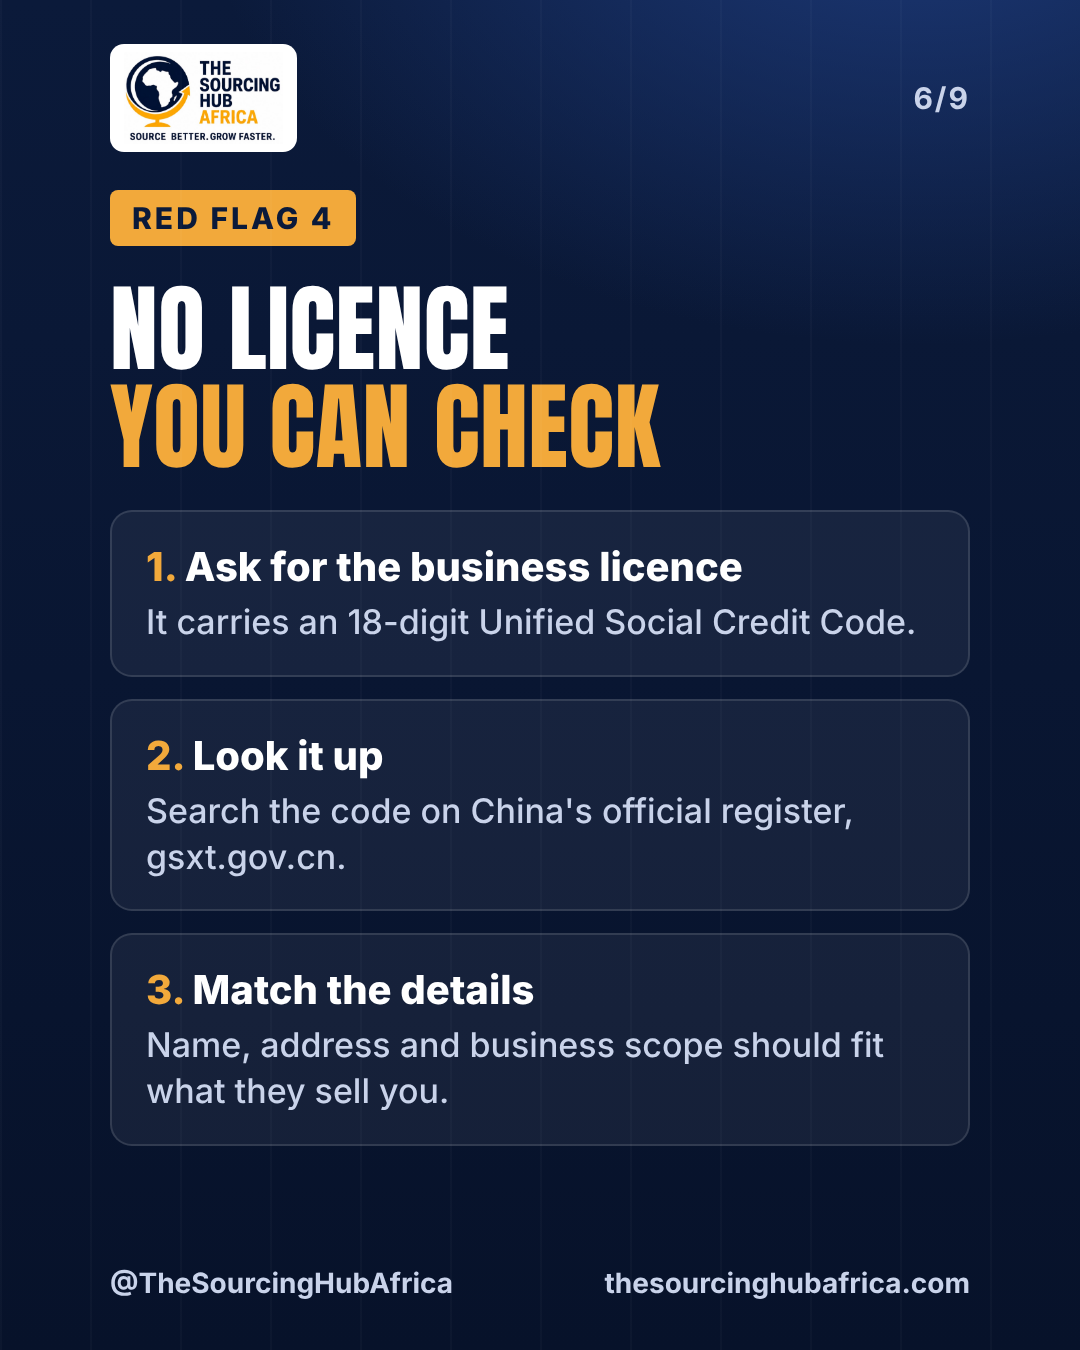 THE
SOURCING
HUB
AFRICA
SOURCE BETTER. GROW FASTER.
6/9
RED FLAG 4
NO LICENCE
YOU CAN CHECK
1. Ask for the business licence
It carries an 18-digit Unified Social Credit Code.
2. Look it up
Search the code on China's official register,
gsxt.gov.cn.
3. Match the details
Name, address and business scope should fit
what they sell you.
@TheSourcingHubAfrica
thesourcinghubafrica.com